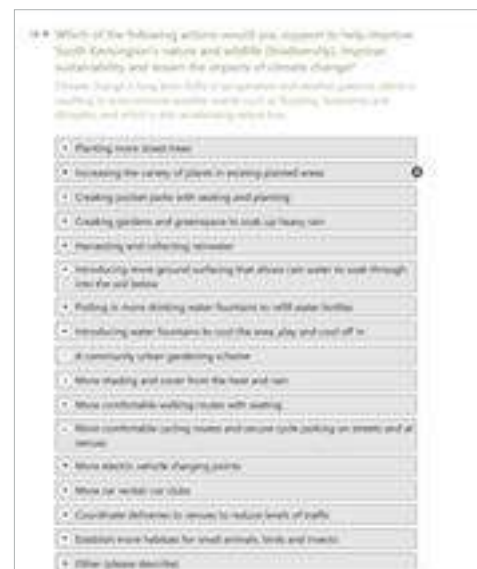 Which of the following actions would you support to help improve
South Kensington's nature and wildlife (biodiversity), improve
sustainability and lessen the impacts of climate change?
Planting more street trees
Increasing the variety of plants in existing planted areas
Creating pocket parks with seating and planting
Creating gardens and greenspace to soak up heavy rain
Harvesting and collecting rainwater
Introducing more ground surfacing that allows rain water to soak through
into the soil below
Putting in more drinking water fountains to refill water bottles
Introducing water fountains to cool the area, play and cool off in
A community urban gardening scheme
More shading and cover from the heat and rain
More comfortable walking routes with seating
More comfortable cycling routes and secure cycle parking on streets and at
venues
More electric vehicle charging points
More car rental/car clubs
Coordinate deliveries to venues to reduce levels of traffic
Establish more habitats for small animals, birds and insects
Other (please describe)